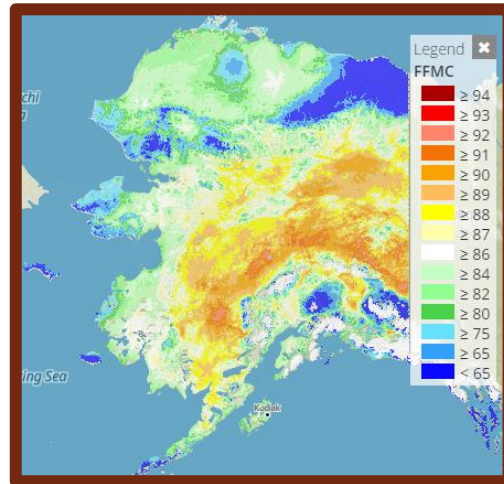 Legend ✖
FFMC
≥ 94
≥ 93
≥ 92
≥ 91
≥ 90
≥ 89
≥ 88
≥ 87
≥ 86
≥ 84
≥ 82
≥ 80
≥ 75
≥ 65
< 65
chi
a
ing Sea
Kodiak